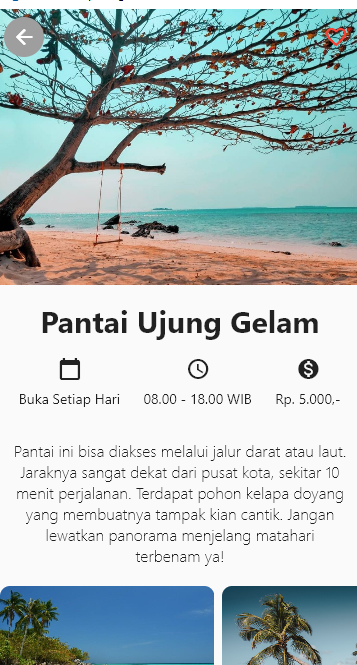 Pantai Ujung Gelam
Buka Setiap Hari
08.00 - 18.00 WIB
Rp. 5.000,-
Pantai ini bisa diakses melalui jalur darat atau laut.
Jaraknya sangat dekat dari pusat kota, sekitar 10
menit perjalanan. Terdapat pohon kelapa doyang
yang membuatnya tampak kian cantik. Jangan
lewatkan panorama menjelang matahari
terbenam ya!